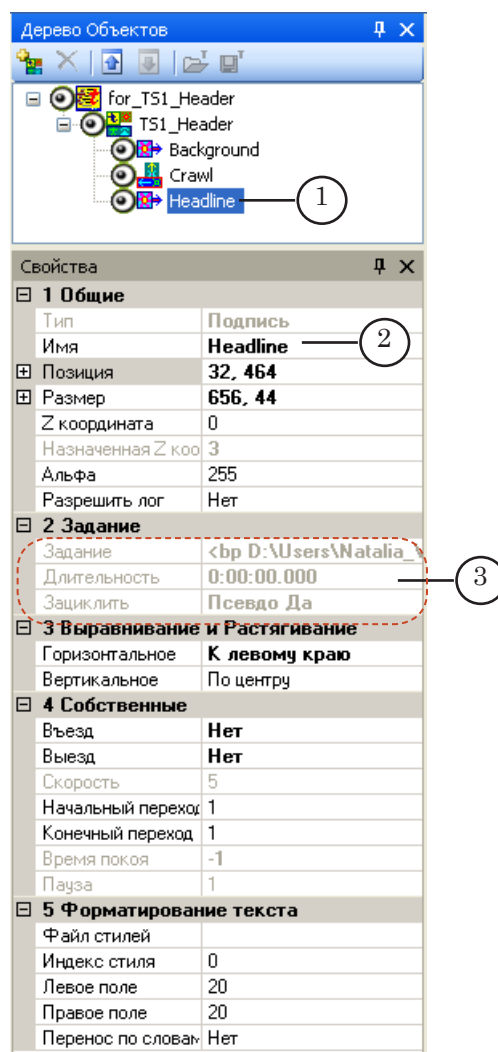 Дерево Объектов
for_TS1_Header
TS1_Header
Background
Crawl
Headline
1
Свойства
1 Общие
Тип Подпись
Имя Headline
2
Позиция 32, 464
Размер 656, 44
Z координата 0
Назначенная Z коо 3
Альфа 255
Разрешить лог Нет
2 Задание
Задание <bp D:\Users\Natalia_
Длительность 0:00:00.000
3
Зациклить Псевдо Да
3 Выравнивание и Растягивание
Горизонтальное К левому краю
Вертикальное По центру
4 Собственные
Въезд Нет
Выезд Нет
Скорость 5
Начальный переход 1
Конечный переход 1
Время покоя -1
Пауза 1
5 Форматирование текста
Файл стилей
Индекс стиля 0
Левое поле 20
Правое поле 20
Перенос по словам Нет